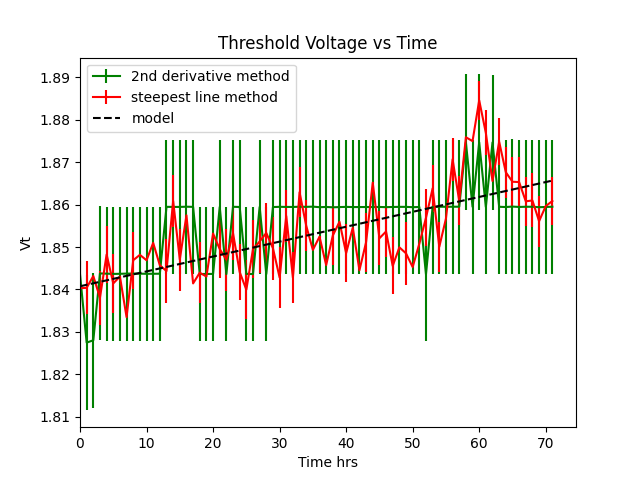 Threshold Voltage vs Time
2nd derivative method
steepest line method
model
1.89
1.88
1.87
1.86
1.85
1.84
1.83
1.82
1.81
Vt
0 10 20 30 40 50 60 70
Time hrs